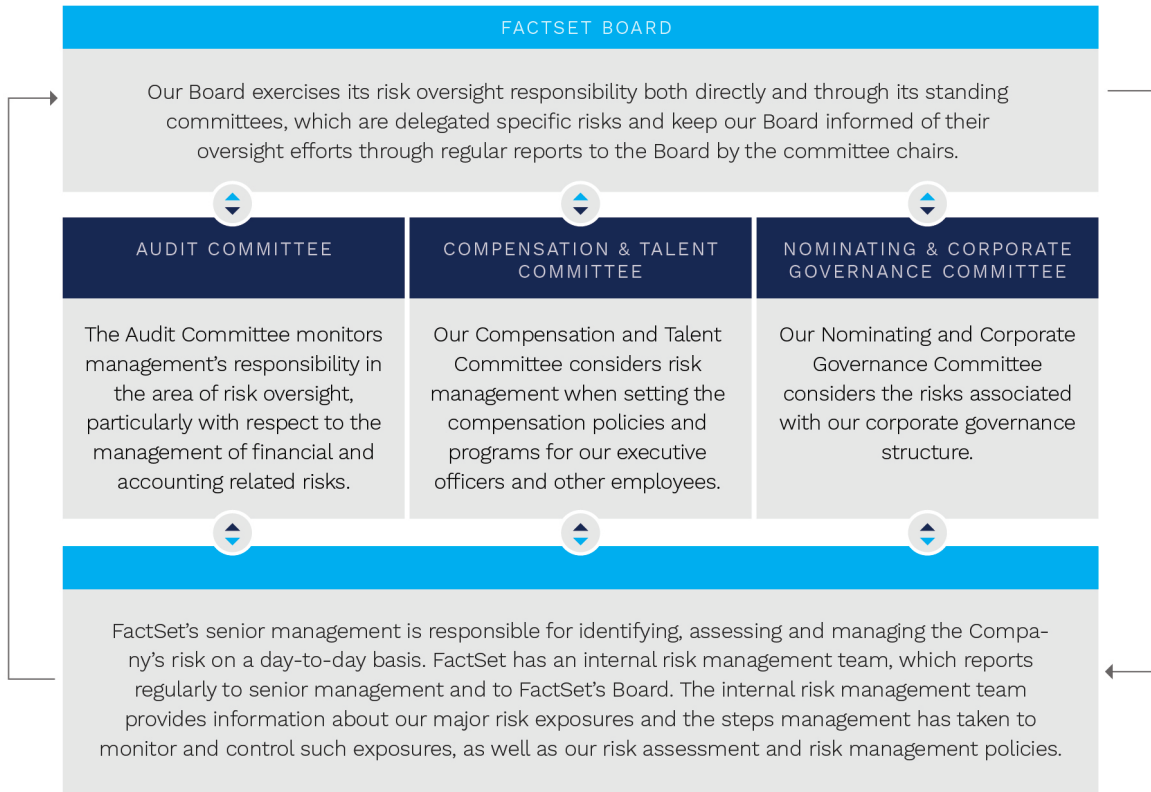 FACTSET BOARD
Our Board exercises its risk oversight responsibility both directly and through its standing
committees, which are delegated specific risks and keep our Board informed of their
oversight efforts through regular reports to the Board by the committee chairs.
AUDIT COMMITTEE
The Audit Committee monitors
management’s responsibility in
the area of risk oversight,
particularly with respect to the
management of financial and
accounting related risks.
COMPENSATION & TALENT
COMMITTEE
Our Compensation and Talent
Committee considers risk
management when setting the
compensation policies and
programs for our executive
officers and other employees.
NOMINATING & CORPORATE
GOVERNANCE COMMITTEE
Our Nominating and Corporate
Governance Committee
considers the risks associated
with our corporate governance
structure.
FactSet’s senior management is responsible for identifying, assessing and managing the Compa-
ny’s risk on a day-to-day basis. FactSet has an internal risk management team, which reports
regularly to senior management and to FactSet’s Board. The internal risk management team
provides information about our major risk exposures and the steps management has taken to
monitor and control such exposures, as well as our risk assessment and risk management policies.